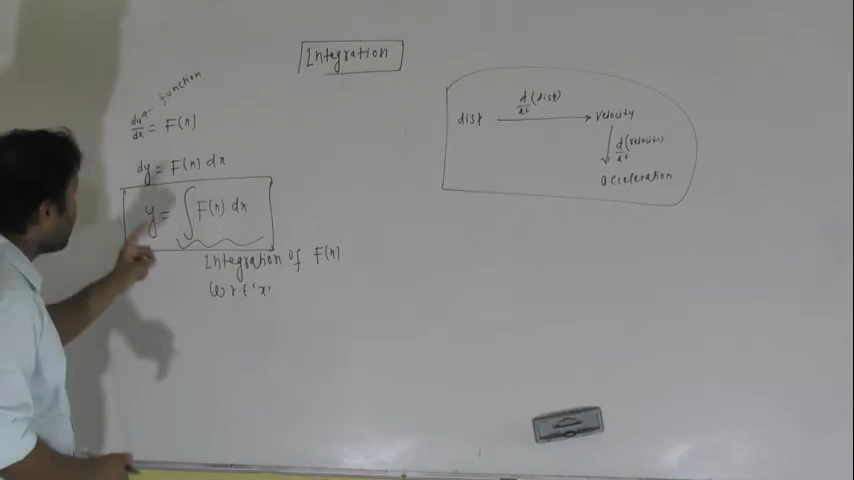 Integration
function
dy/dx = F(x)
dy = F(x) dx
y = ∫ F(x) dx
Integration of F(x)
w.r.t 'x'
dist d/dt (dist) velocity
d/dt (velocity)
acceleration